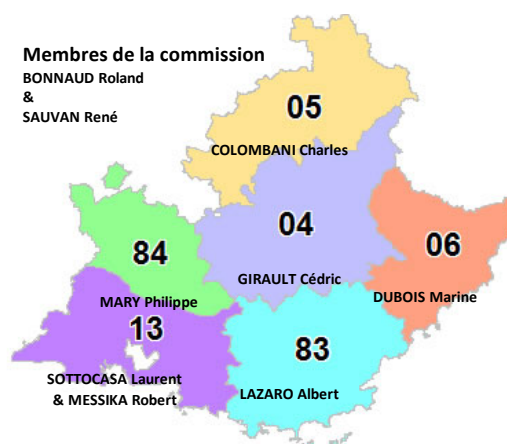 Membres de la commission
BONNAUD Roland
&
SAUVAN René
05
COLOMBANI Charles
04
GIRAULT Cédric
06
DUBOIS Marine
84
MARY Philippe
13
SOTTOCASA Laurent
& MESSIKA Robert
83
LAZARO Albert